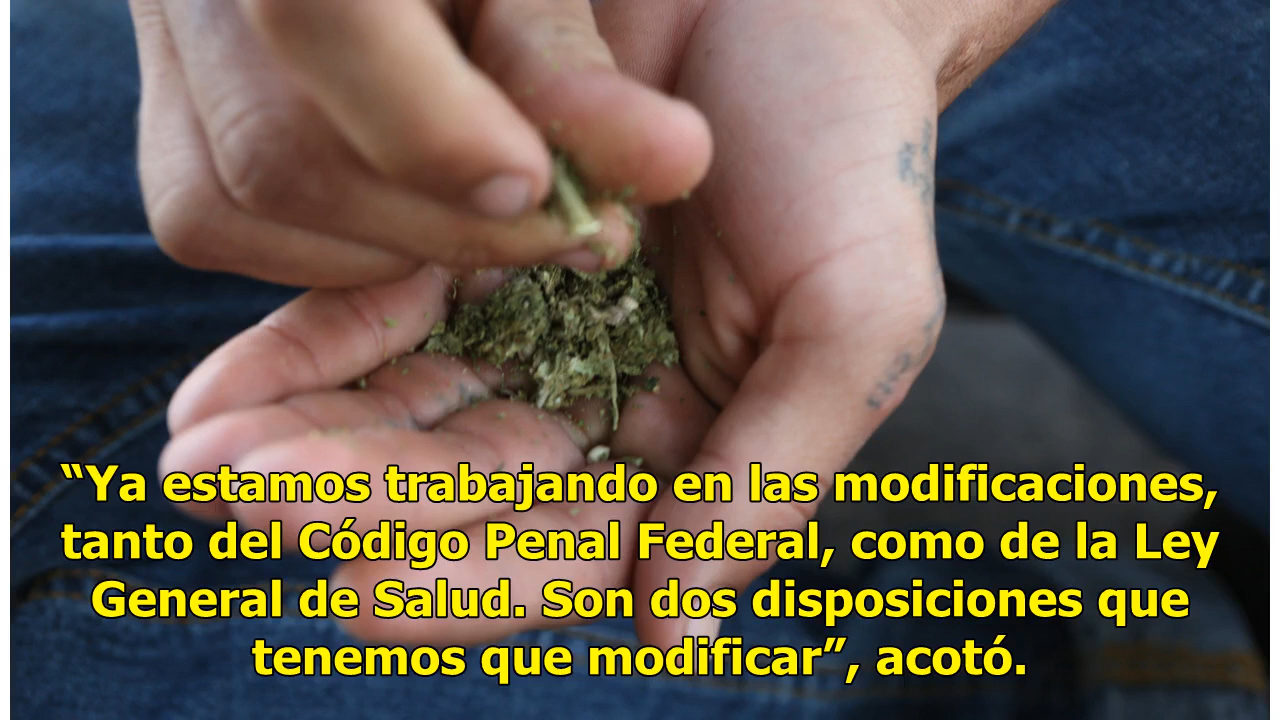 “Ya estamos trabajando en las modificaciones,
tanto del Código Penal Federal, como de la Ley
General de Salud. Son dos disposiciones que
tenemos que modificar”, acotó.